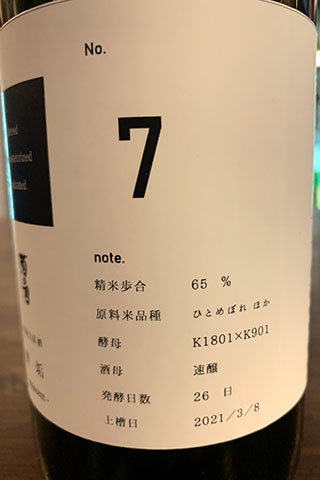 No.
7
note.
精米歩合 65 %
原料米品種 ひとめぼれ ほか
酵母 K1801×K901
酒母 速醸
発酵日数 26 日
上槽日 2021/3/8